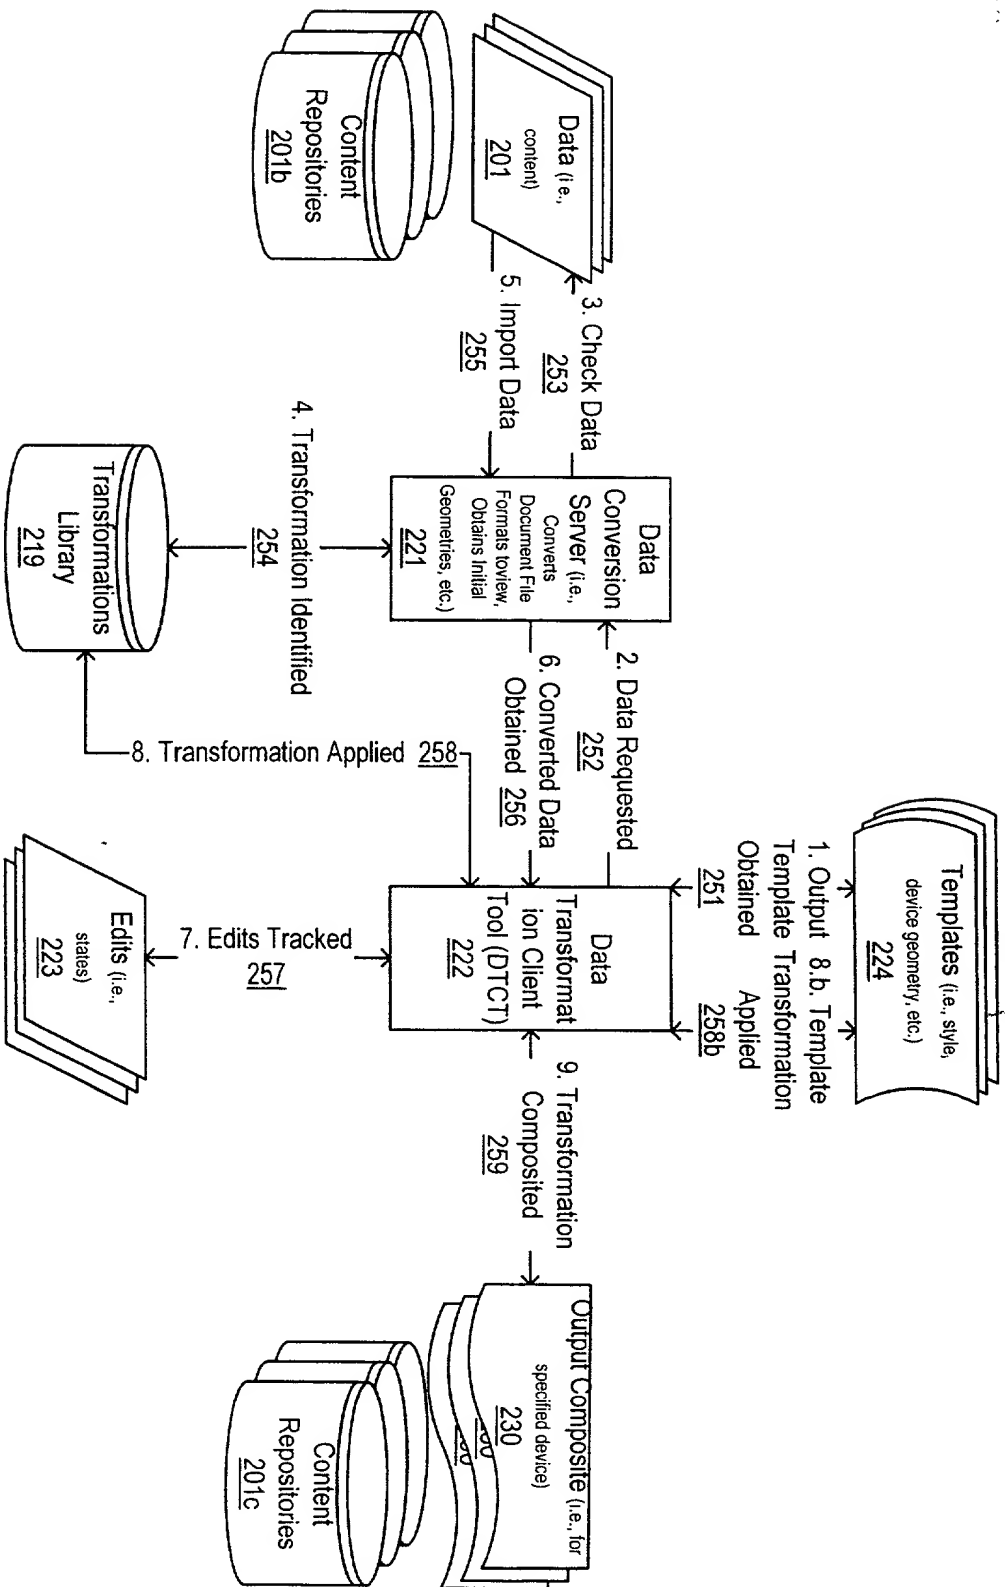 Templates (i.e., style,
device geometry, etc.)
224
1. Output
Template
Obtained
251
8.b. Template
Transformation
Applied
258b
Data (i.e.,
content)
201
3. Check Data
253
5. Import Data
255
Data
Conversion
Server (i.e.,
Converts
Document File
Formats toview,
Obtains Initial
Geometries, etc.)
221
2. Data Requested
252
6. Converted Data
Obtained 256
Data
Transformat
ion Client
Tool (DTCT)
222
9. Transformation
Composited
259
Output Composite (i.e., for
specified device)
230
Content
Repositories
201b
4. Transformation Identified
254
8. Transformation Applied 258
7. Edits Tracked
257
Content
Repositories
201c
Transformations
Library
219
Edits (i.e.,
states)
223